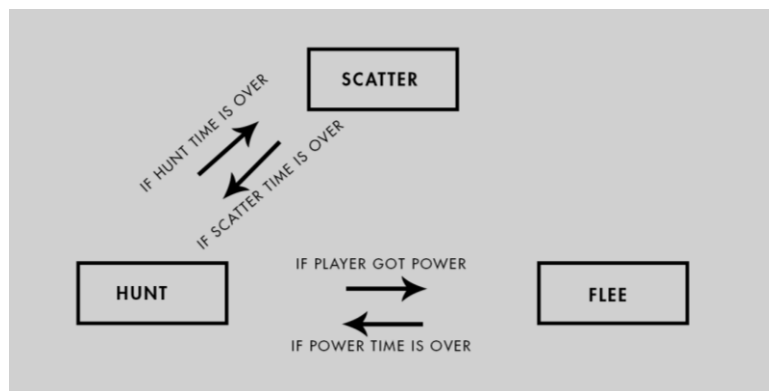 SCATTER
IF HUNT TIME IS OVER
IF SCATTER TIME IS OVER
IF PLAYER GOT POWER
HUNT
FLEE
IF POWER TIME IS OVER